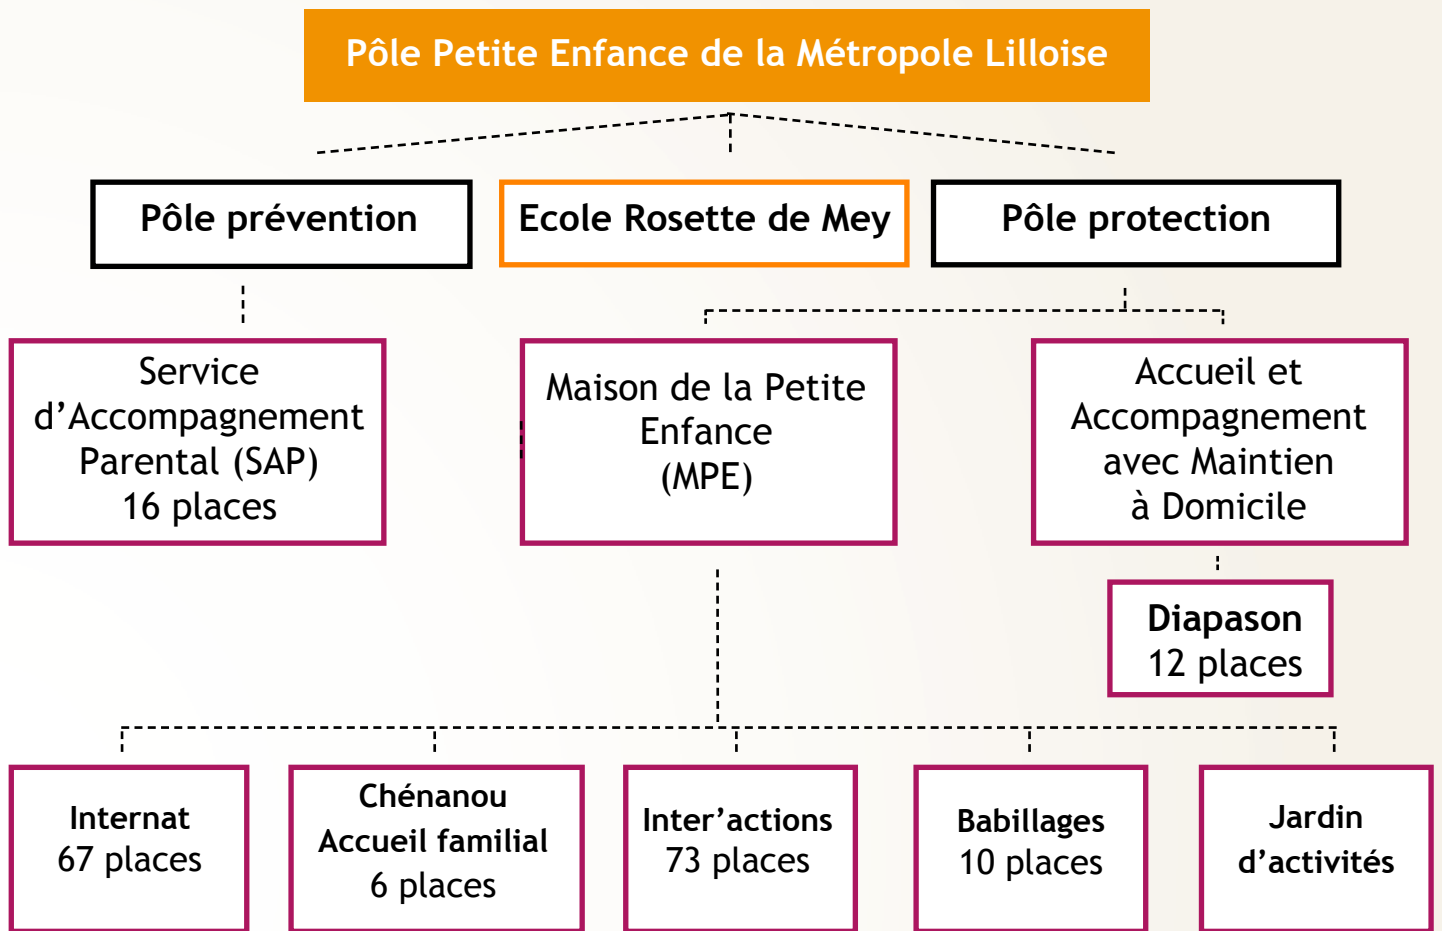 Pôle Petite Enfance de la Métropole Lilloise
Pôle prévention
Ecole Rosette de Mey
Pôle protection
Service
d’Accompagnement
Parental (SAP)
16 places
Maison de la Petite
Enfance
(MPE)
Accueil et
Accompagnement
avec Maintien
à Domicile
Diapason
12 places
Internat
67 places
Chénanou
Accueil familial
6 places
Inter’actions
73 places
Babillages
10 places
Jardin
d’activités